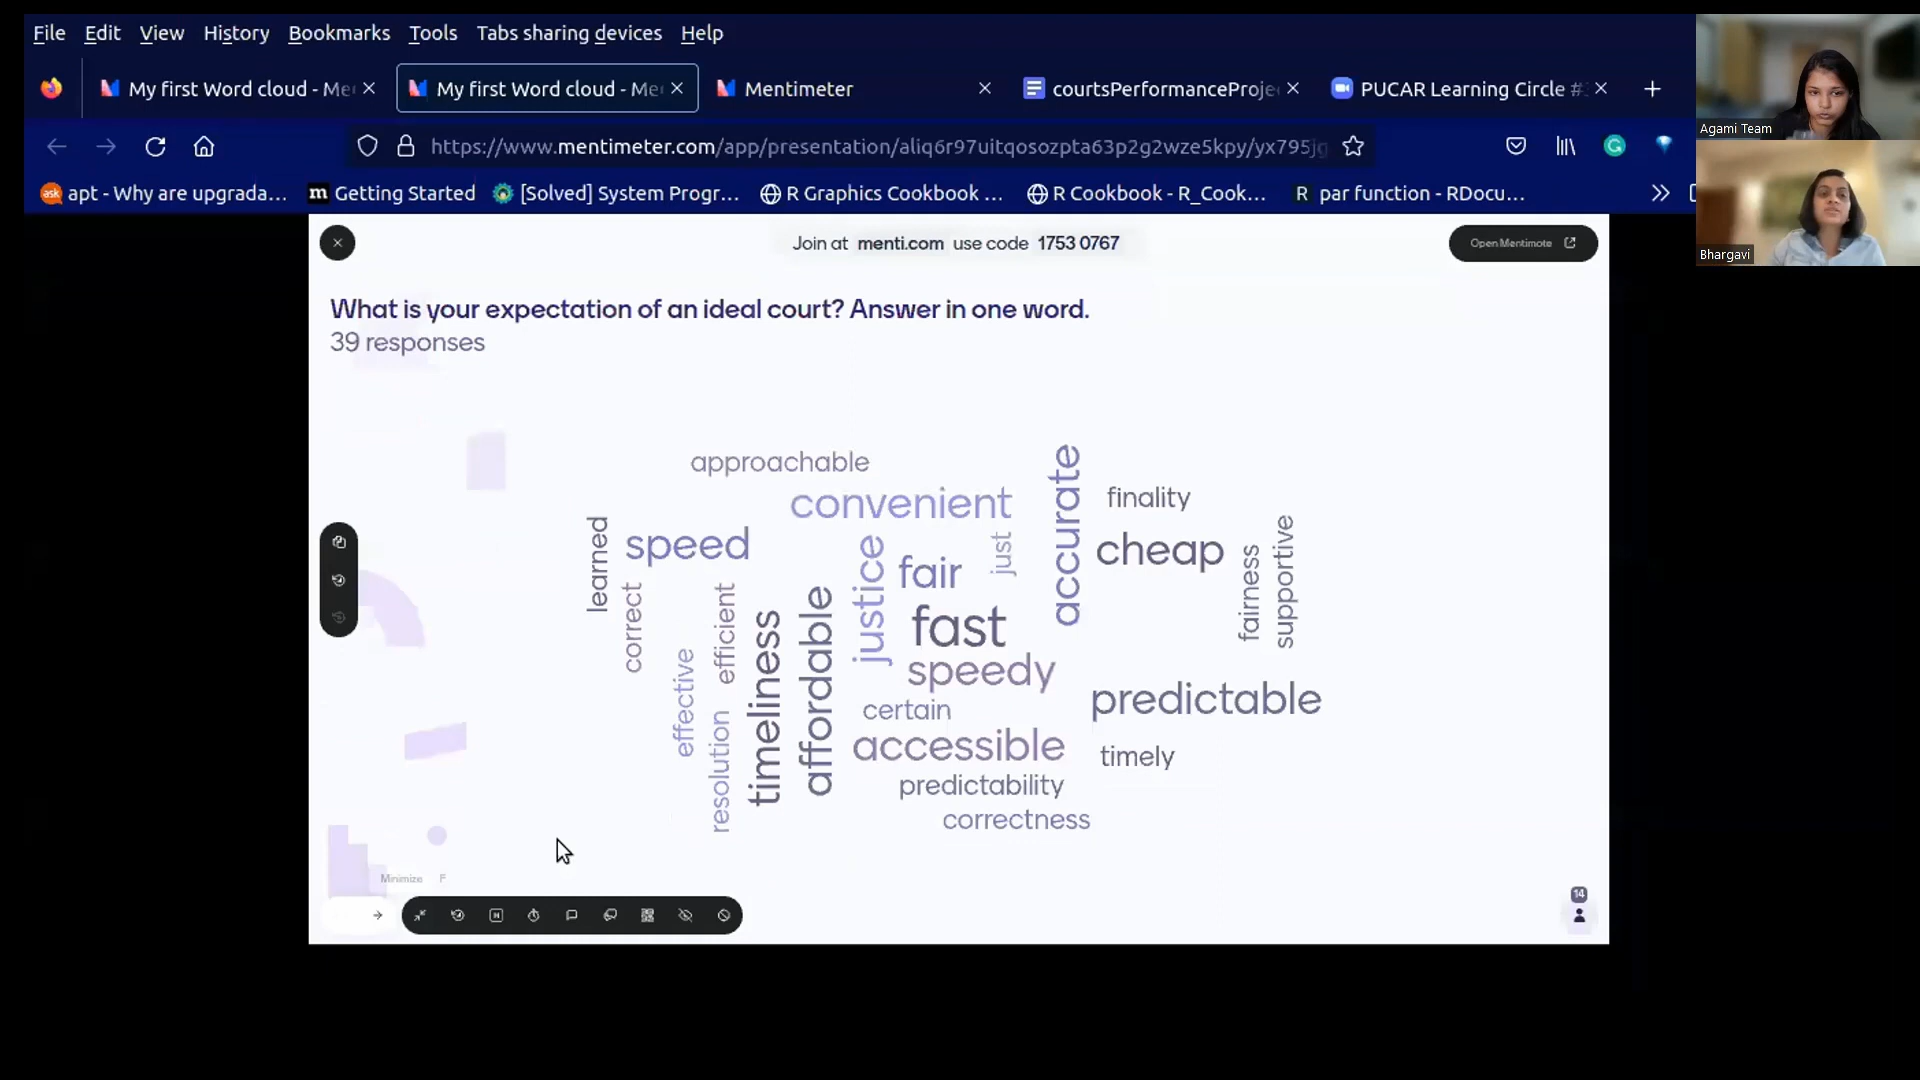 File Edit View History Bookmarks Tools Tabs sharing devices Help
My first Word cloud - Me
My first Word cloud - Me
Mentimeter
courtsPerformanceProje
PUCAR Learning Circle #
https://www.mentimeter.com/app/presentation/aliq6r97uitqosozpta63p2g2wze5kpy/yx795jg
apt - Why are upgrada... Getting Started [Solved] System Progr... R Graphics Cookbook ... R Cookbook - R_Cook... par function - RDocu...
Agami Team
Bhargavi
Join at menti.com use code 1753 0767
Open Mentimote
What is your expectation of an ideal court? Answer in one word.
39 responses
approachable
convenient
accurate
finality
learned
speed
justice
fair
just
cheap
fairness
supportive
correct
efficient
timeliness
affordable
fast
speedy
effective
resolution
certain
predictable
accessible
timely
predictability
correctness
Minimize F
14